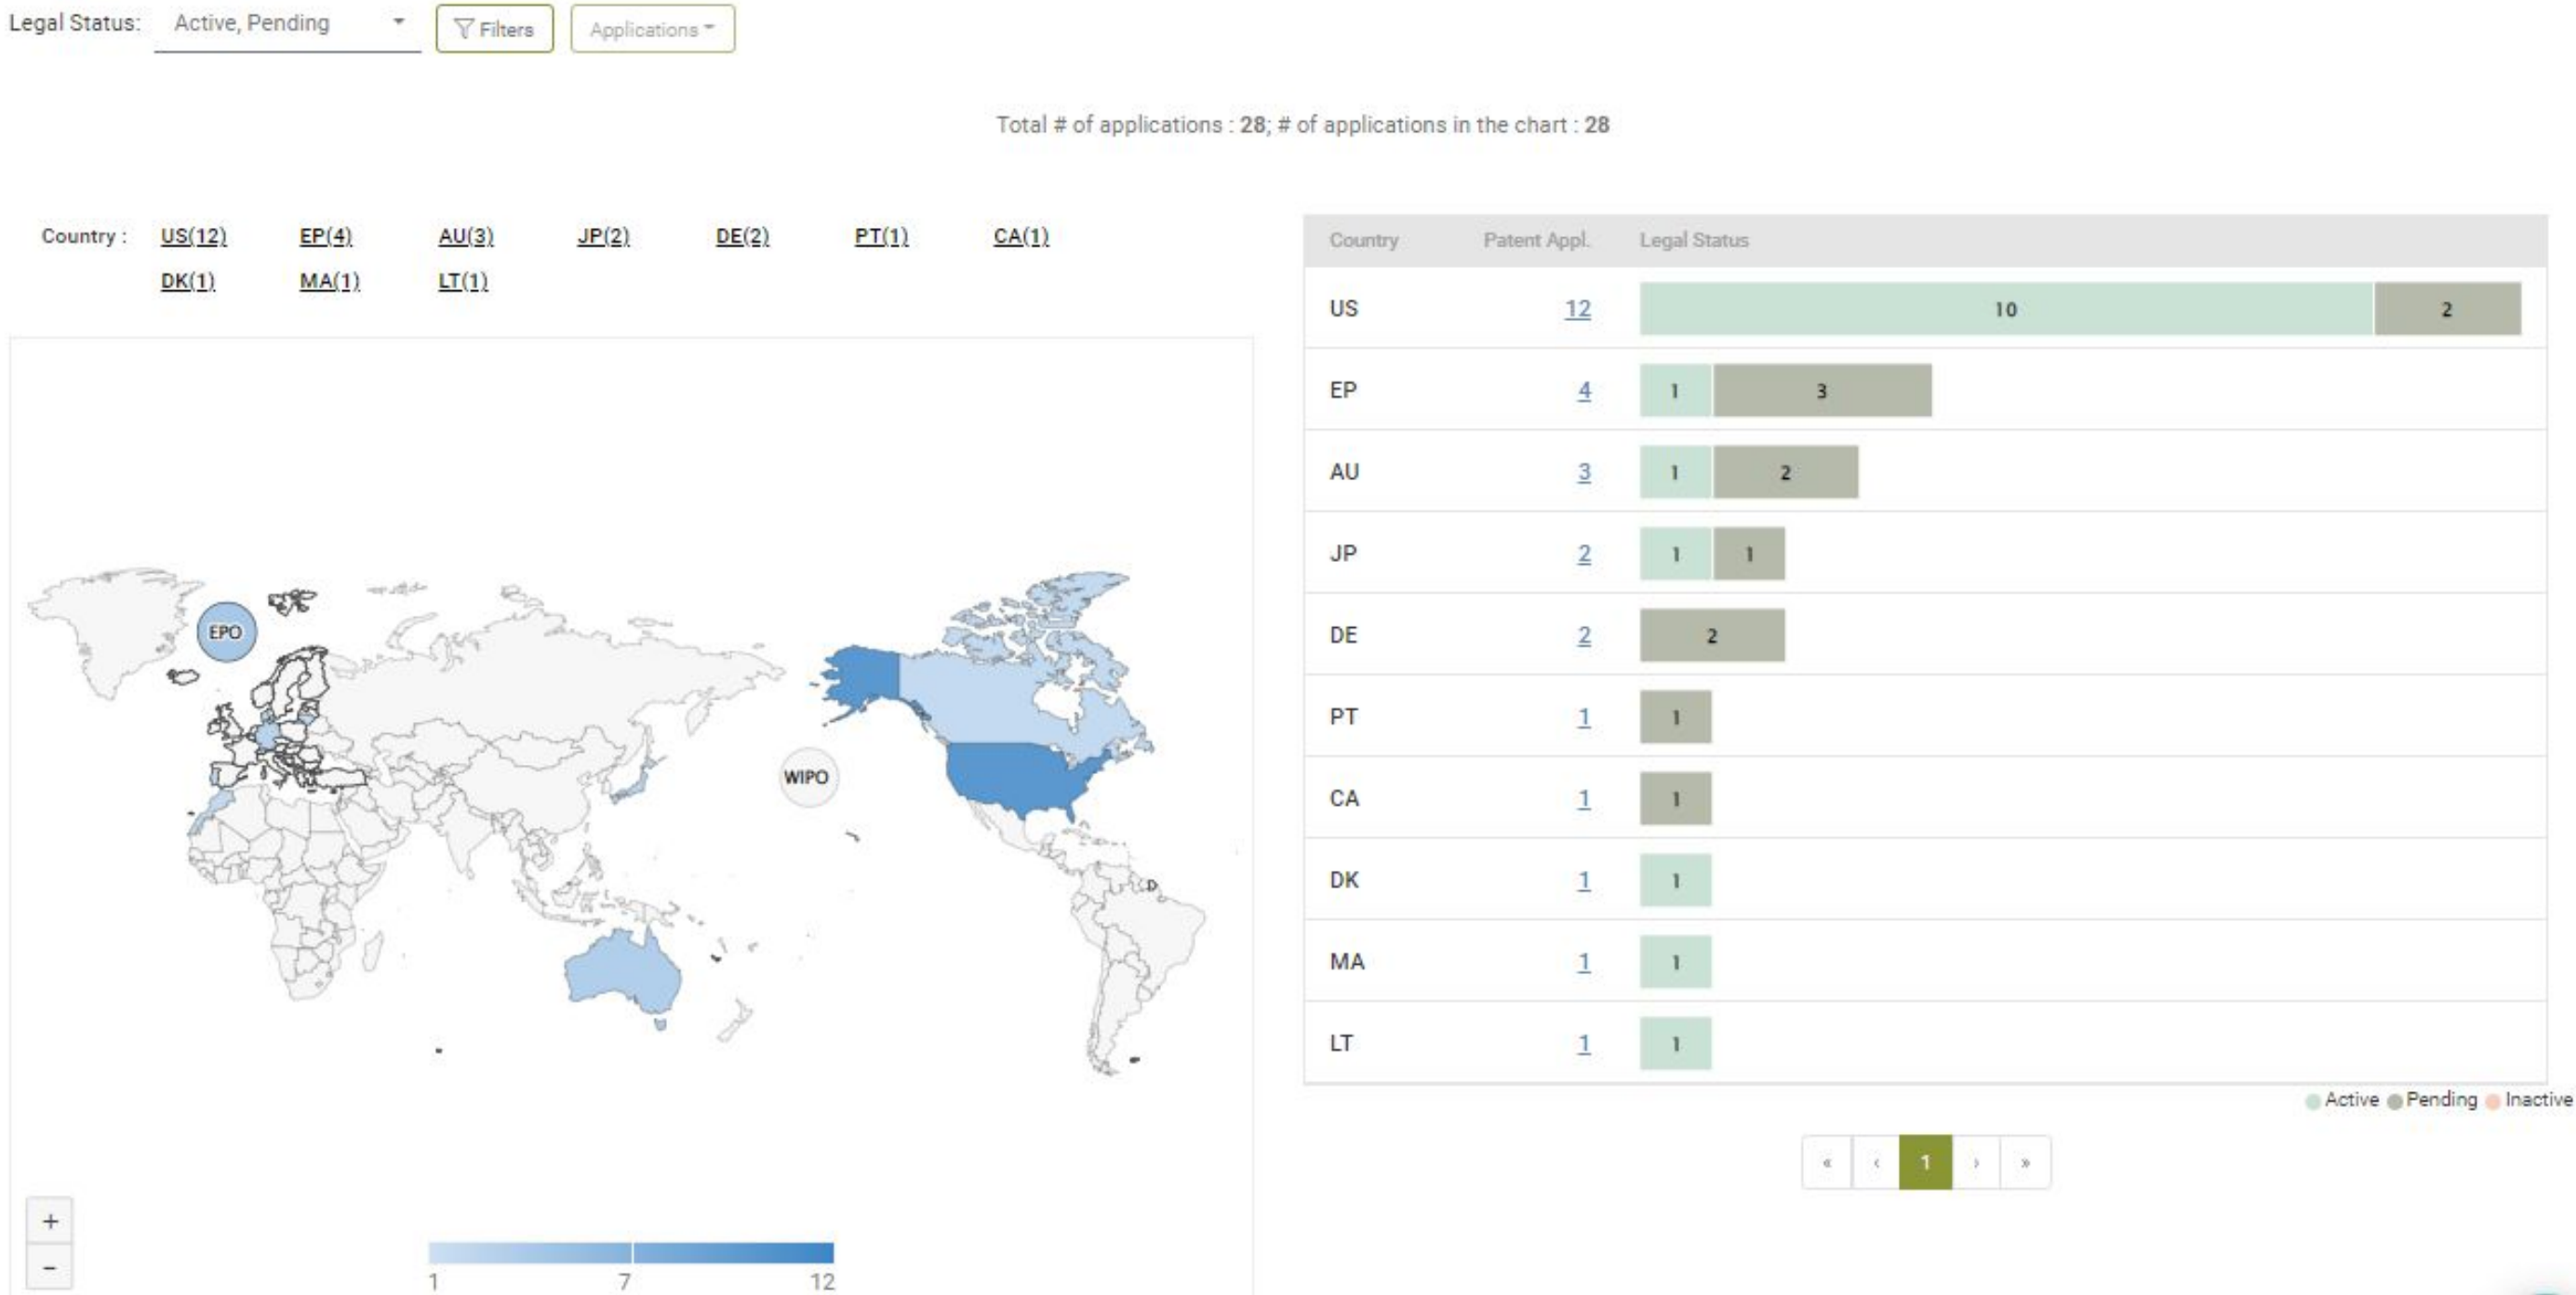 Legal Status: Active, Pending Filters Applications
Total # of applications : 28; # of applications in the chart : 28
Country : US(12) EP(4) AU(3) JP(2) DE(2) PT(1) CA(1)
DK(1) MA(1) LT(1)
EPO
WIPO
+
−
1 7 12
Country Patent Appl. Legal Status
US 12 10 2
EP 4 1 3
AU 3 1 2
JP 2 1 1
DE 2 2
PT 1 1
CA 1 1
DK 1 1
MA 1 1
LT 1 1
Active Pending Inactive
« ‹ 1 › »